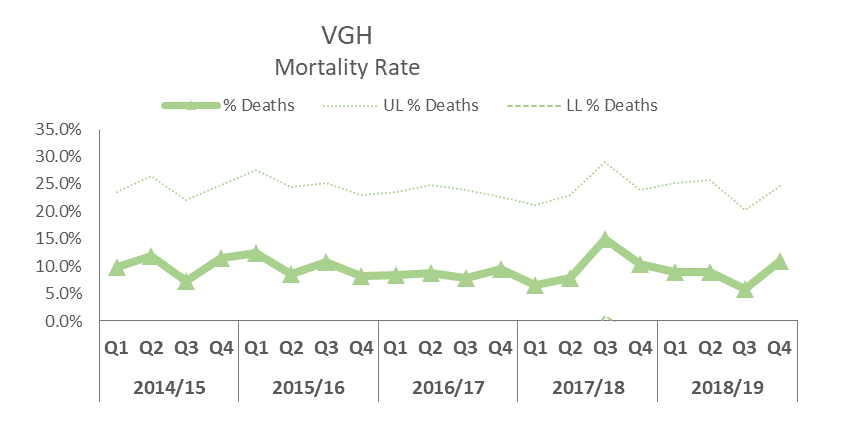 VGH
Mortality Rate
% Deaths UL % Deaths LL % Deaths
35.0%
30.0%
25.0%
20.0%
15.0%
10.0%
5.0%
0.0%
Q1 Q2 Q3 Q4 Q1 Q2 Q3 Q4 Q1 Q2 Q3 Q4 Q1 Q2 Q3 Q4 Q1 Q2 Q3 Q4
2014/15 2015/16 2016/17 2017/18 2018/19